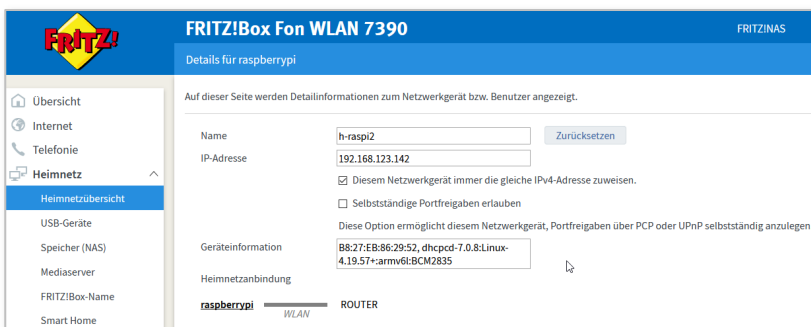 FRITZ!
FRITZ!Box Fon WLAN 7390
FRITZ!NAS
Details für raspberrypi
Übersicht
Internet
Telefonie
Heimnetz
Heimnetzübersicht
USB-Geräte
Speicher (NAS)
Mediaserver
FRITZ!Box-Name
Smart Home
Auf dieser Seite werden Detailinformationen zum Netzwerkgerät bzw. Benutzer angezeigt.
Name h-raspi2 Zurücksetzen
IP-Adresse 192.168.123.142
Diesem Netzwerkgerät immer die gleiche IPv4-Adresse zuweisen.
Selbstständige Portfreigaben erlauben
Diese Option ermöglicht diesem Netzwerkgerät, Portfreigaben über PCP oder UPnP selbstständig anzulegen
Geräteinformation B8:27:EB:86:29:52, dhcpcd-7.0.8:Linux-
4.19.57+:armv6l:BCM2835
Heimnetzanbindung
raspberrypi WLAN ROUTER